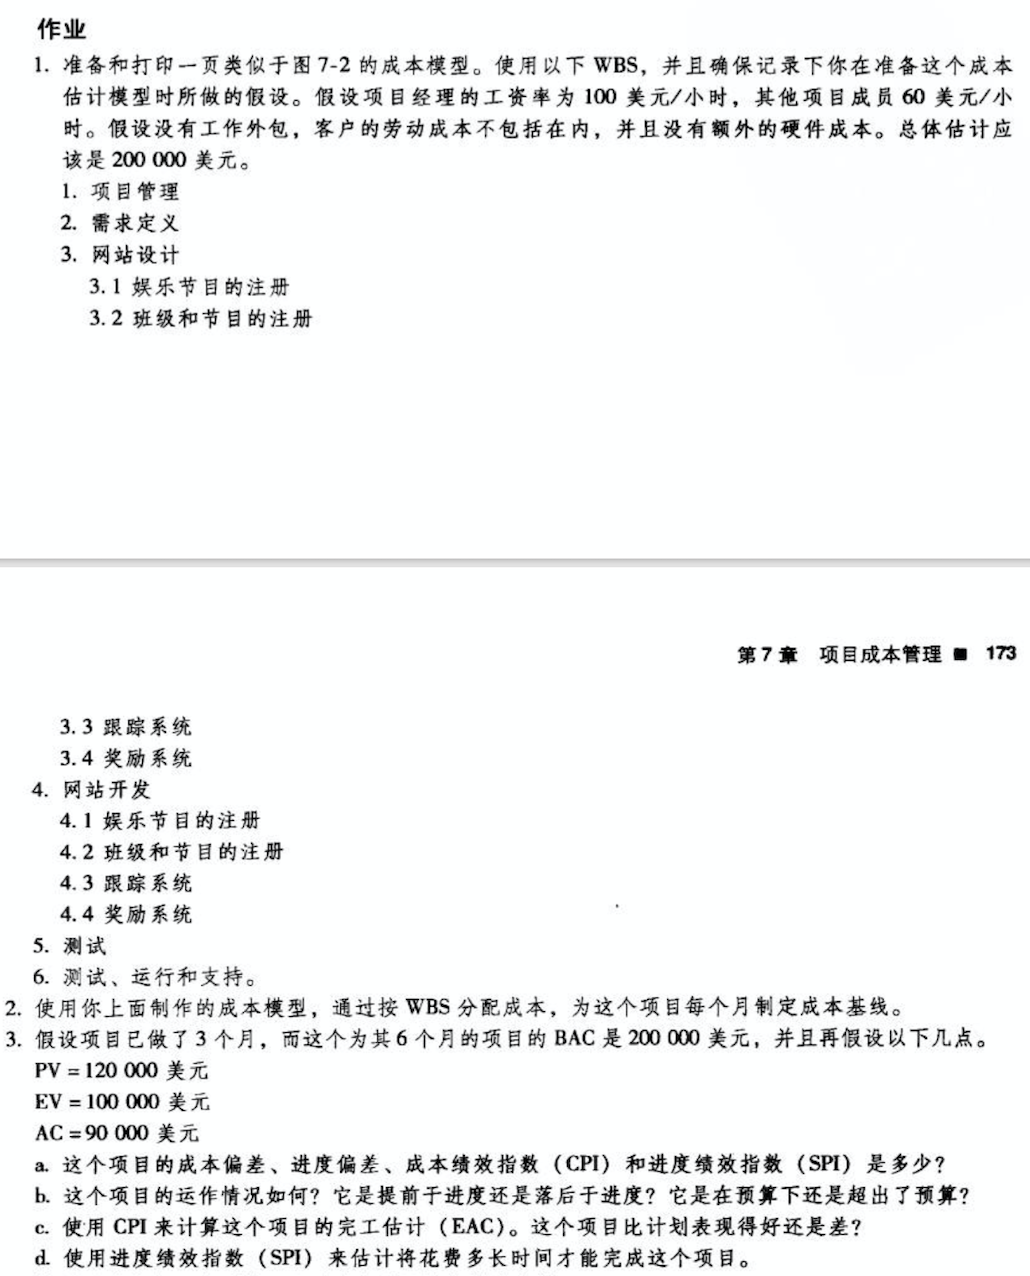 作业
1. 准备和打印一页类似于图 7-2 的成本模型。使用以下 WBS，并且确保记录下你在准备这个成本
估计模型时所做的假设。假设项目经理的工资率为 100 美元/小时，其他项目成员 60 美元/小
时。假设没有工作外包，客户的劳动成本不包括在内，并且没有额外的硬件成本。总体估计应
该是 200 000 美元。
1. 项目管理
2. 需求定义
3. 网站设计
3.1 娱乐节目的注册
3.2 班级和节目的注册
第 7 章 项目成本管理 ■ 173
3.3 跟踪系统
3.4 奖励系统
4. 网站开发
4.1 娱乐节目的注册
4.2 班级和节目的注册
4.3 跟踪系统
4.4 奖励系统
5. 测试
6. 测试、运行和支持。
2. 使用你上面制作的成本模型，通过按 WBS 分配成本，为这个项目每个月制定成本基线。
3. 假设项目已做了 3 个月，而这个为其 6 个月的项目的 BAC 是 200 000 美元，并且再假设以下几点。
PV = 120 000 美元
EV = 100 000 美元
AC = 90 000 美元
a. 这个项目的成本偏差、进度偏差、成本绩效指数（CPI）和进度绩效指数（SPI）是多少？
b. 这个项目的运作情况如何？它是提前于进度还是落后于进度？它是在预算下还是超出了预算？
c. 使用 CPI 来计算这个项目的完工估计（EAC）。这个项目比计划表现得好还是差？
d. 使用进度绩效指数（SPI）来估计将花费多长时间才能完成这个项目。